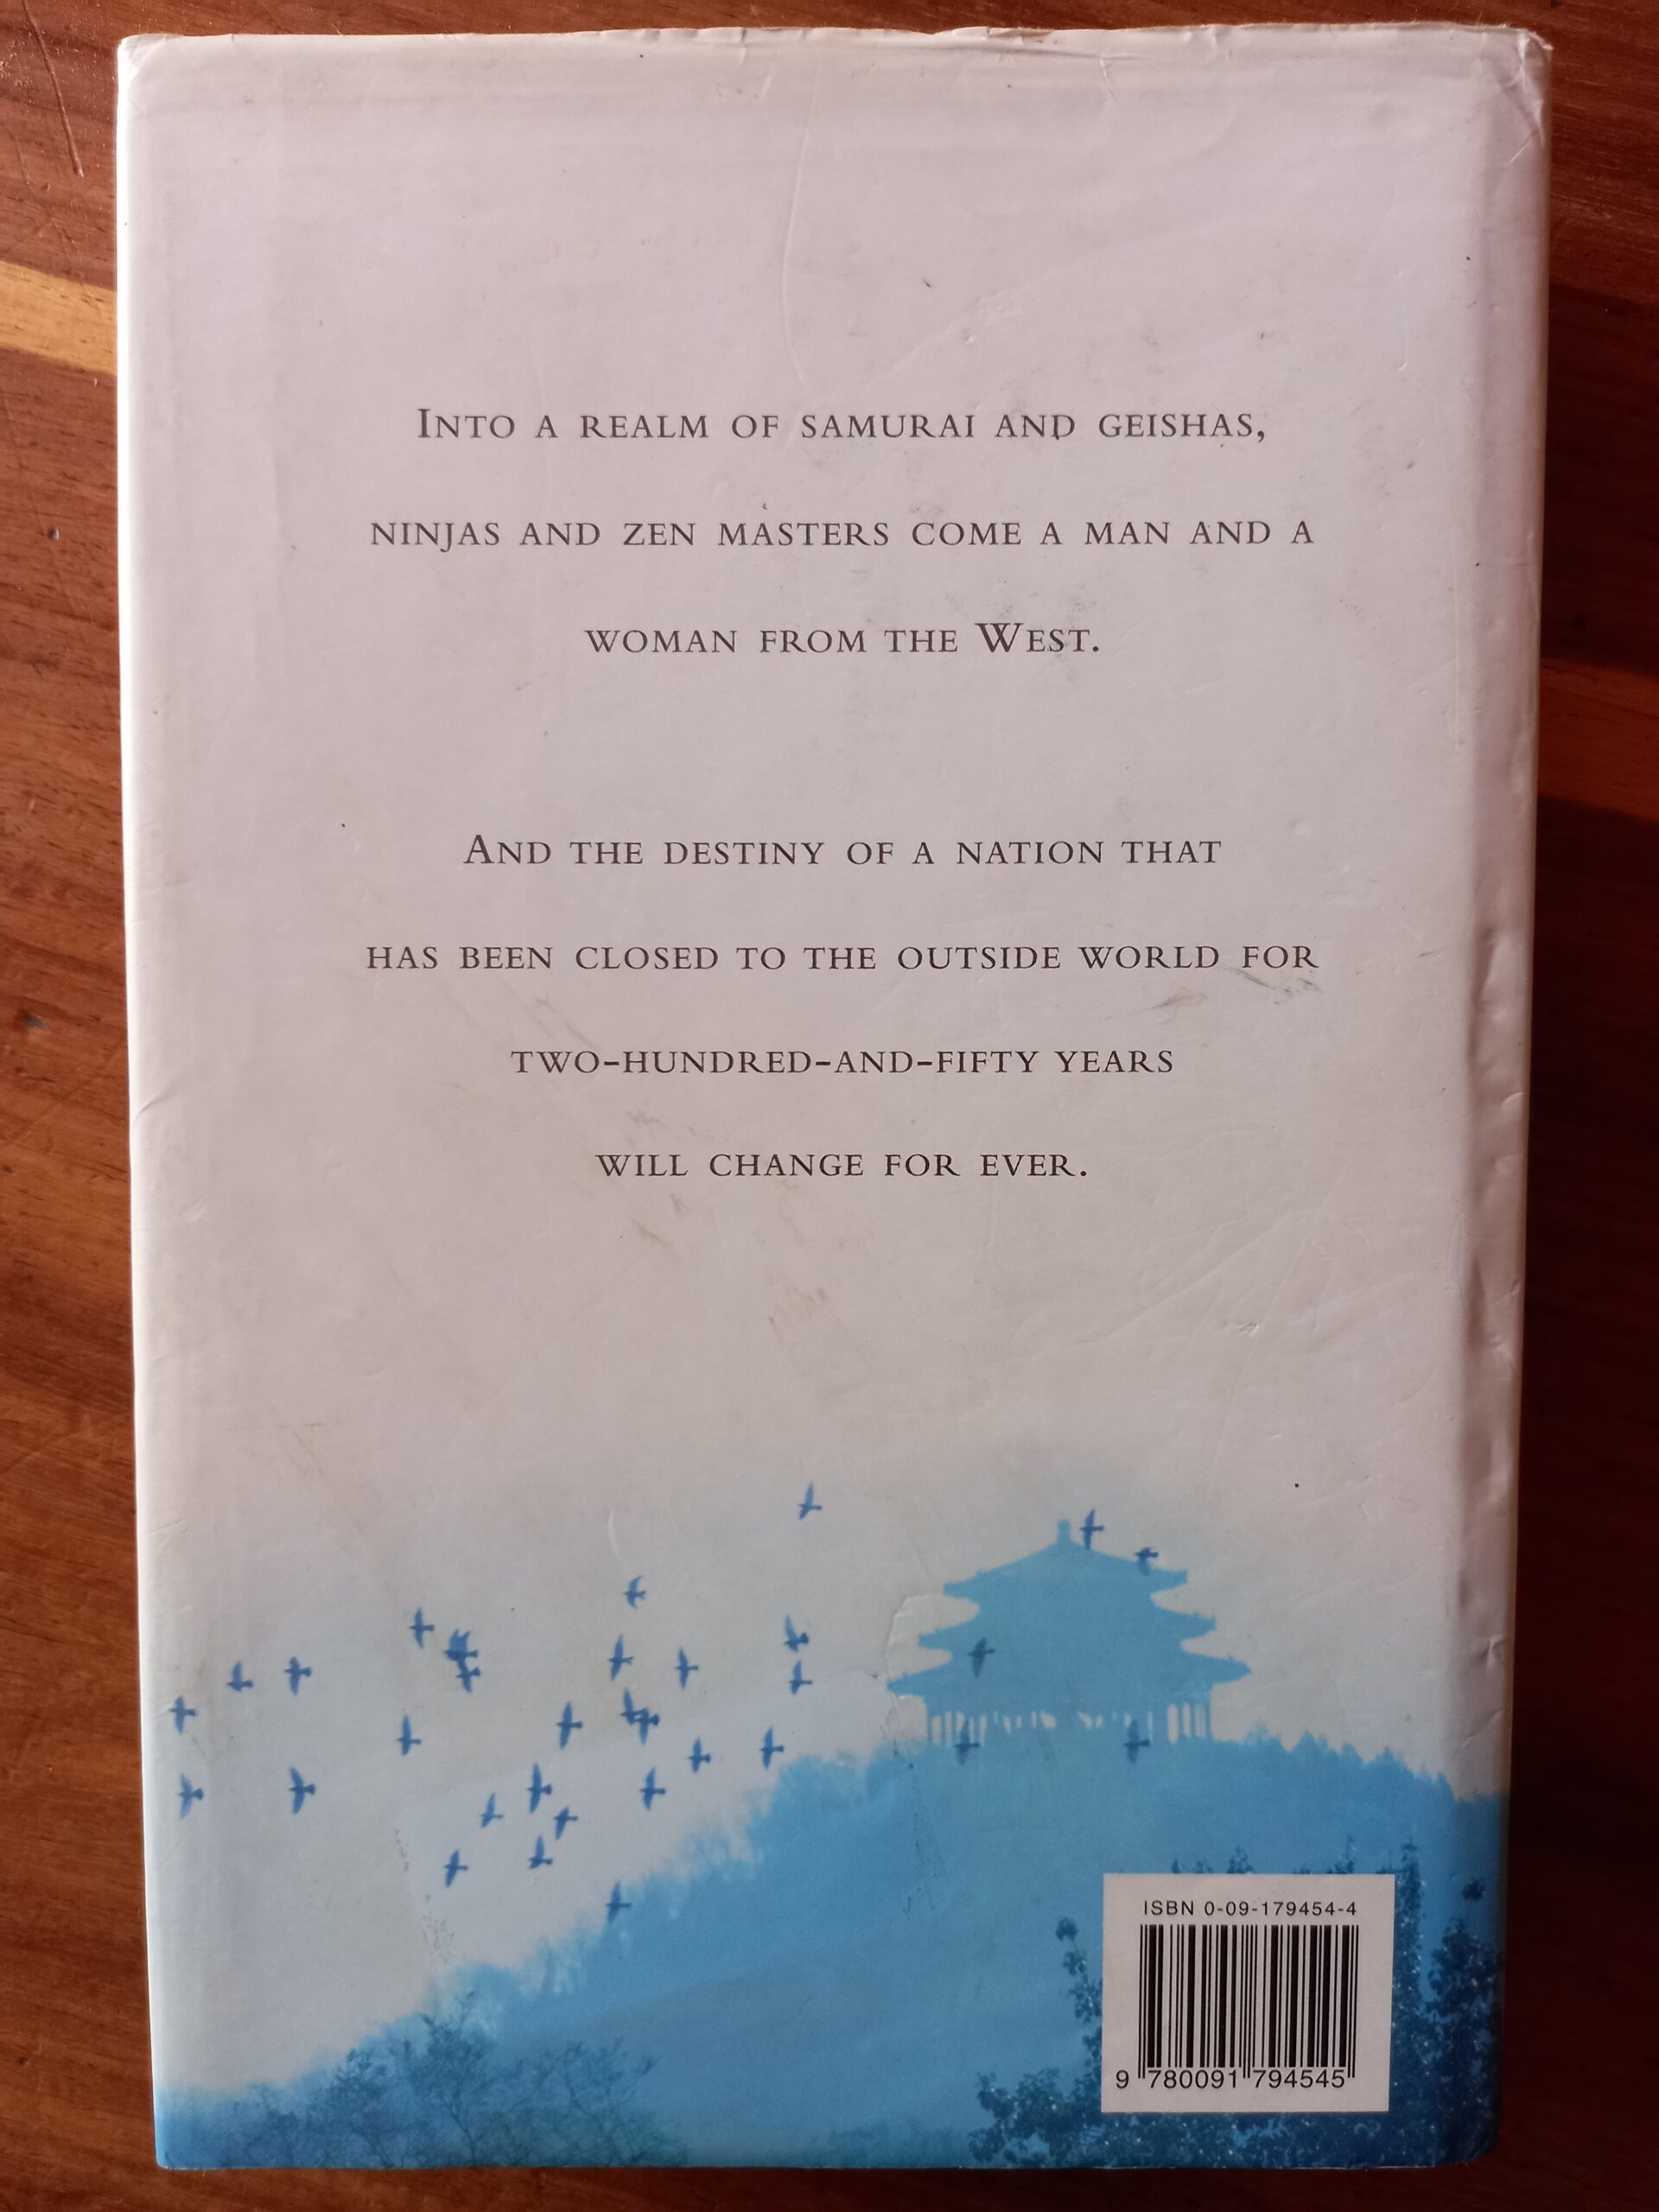 Into a realm of samurai and geishas,
ninjas and zen masters come a man and a
woman from the West.
And the destiny of a nation that
has been closed to the outside world for
two-hundred-and-fifty years
will change for ever.
ISBN 0-09-179454-4
9 780091 794545